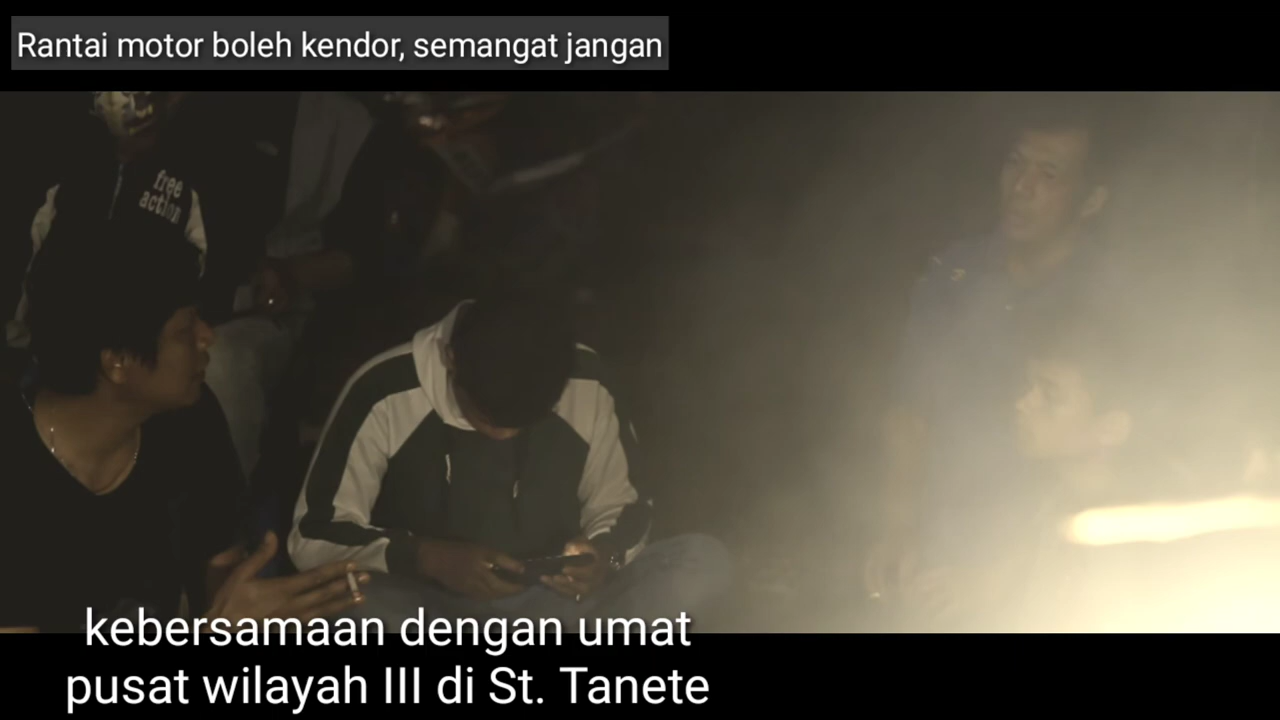 Rantai motor boleh kendor, semangat jangan
free
action
kebersamaan dengan umat
pusat wilayah III di St. Tanete